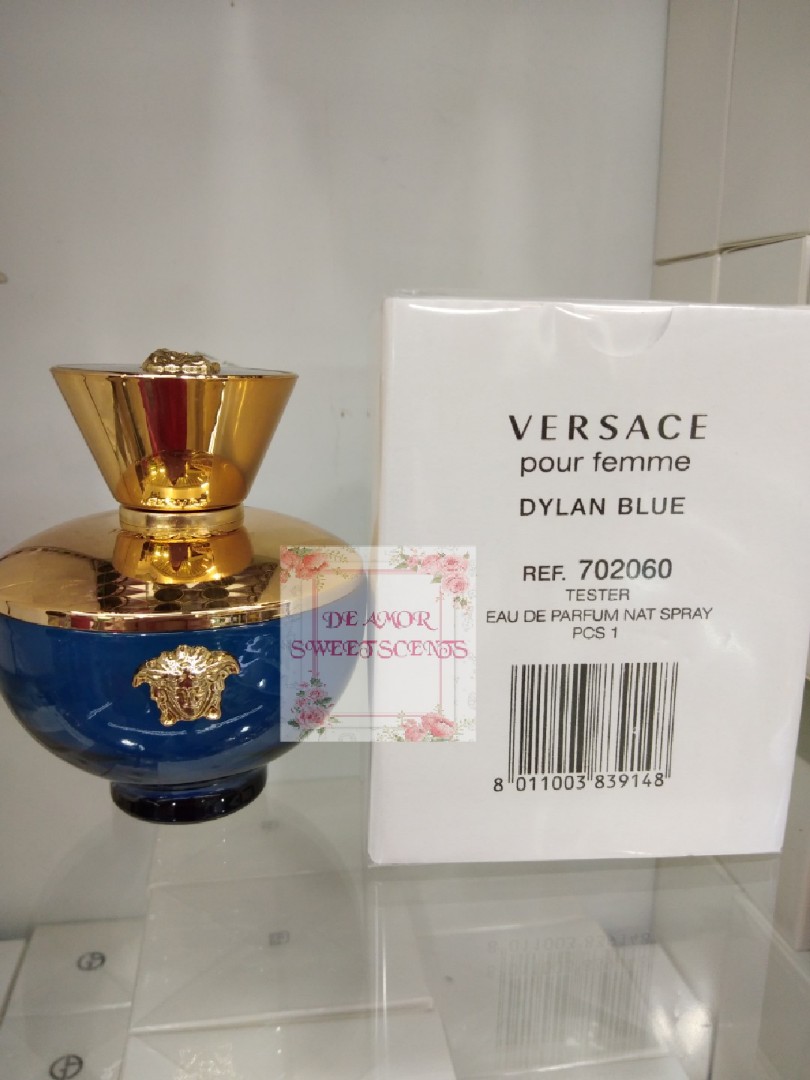 VERSACE
pour femme
DYLAN BLUE
REF. 702060
TESTER
EAU DE PARFUM NAT SPRAY
PCS 1
8 011003 839148
DE AMOR
SWEETSCENTS